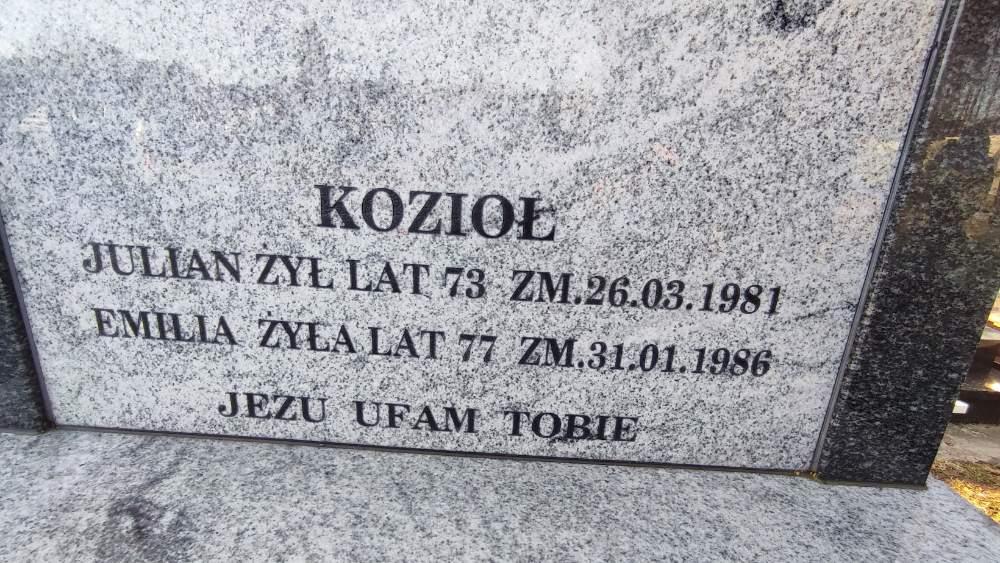 KOZIOŁ
JULIAN ŻYŁ LAT 73 ZM.26.03.1981
EMILIA ŻYŁA LAT 77 ZM.31.01.1986
JEZU UFAM TOBIE